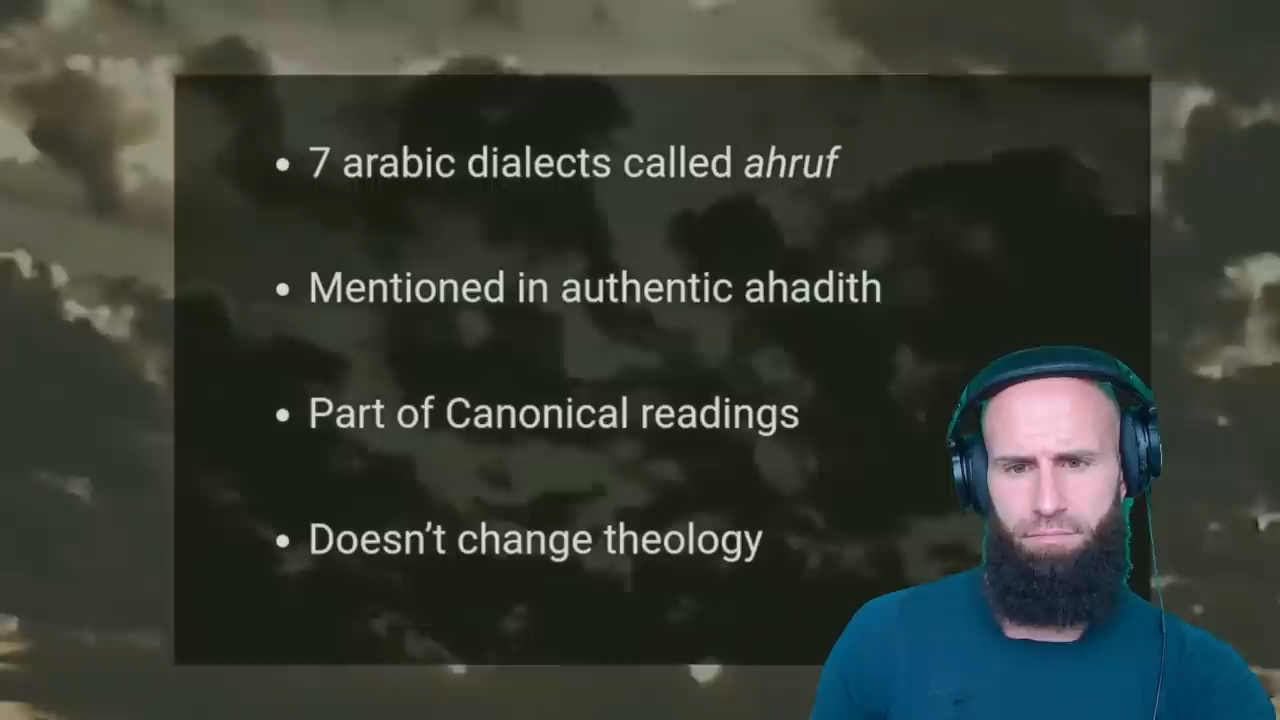 • 7 arabic dialects called ahruf
• Mentioned in authentic ahadith
• Part of Canonical readings
• Doesn’t change theology